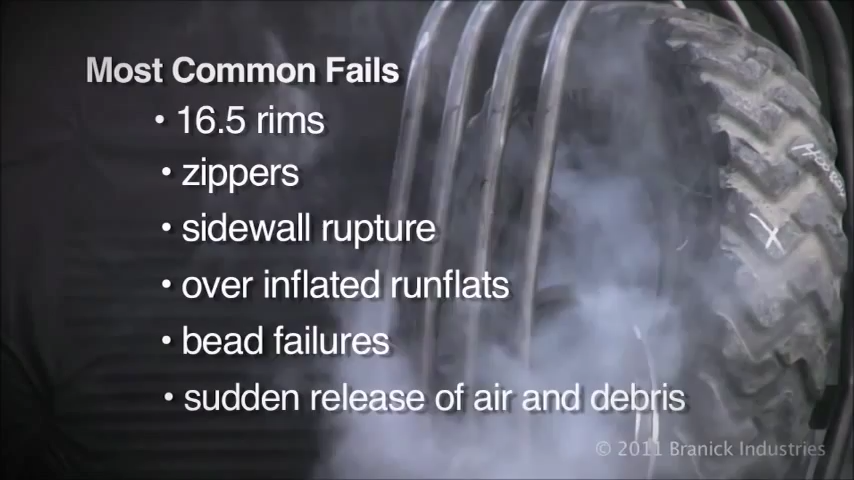 Most Common Fails
• 16.5 rims
• zippers
• sidewall rupture
• over inflated runflats
• bead failures
• sudden release of air and debris
© 2011 Branick Industries
X